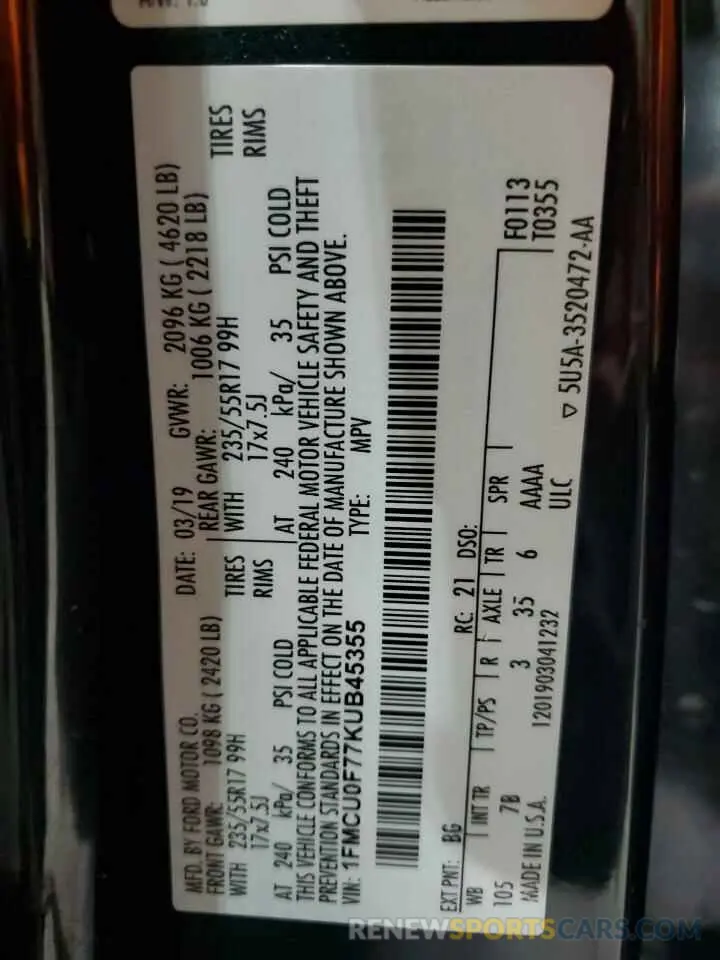 MFD. BY FORD MOTOR CO.
DATE: 03/19 GVWR: 2096 KG ( 4620 LB)
FRONT GAWR: 1098 KG ( 2420 LB) REAR GAWR: 1006 KG ( 2218 LB)
WITH 235/55R17 99H TIRES WITH 235/55R17 99H TIRES
17x7.5J RIMS 17x7.5J RIMS
AT 240 kPa/ 35 PSI COLD AT 240 kPa/ 35 PSI COLD
THIS VEHICLE CONFORMS TO ALL APPLICABLE FEDERAL MOTOR VEHICLE SAFETY AND THEFT
PREVENTION STANDARDS IN EFFECT ON THE DATE OF MANUFACTURE SHOWN ABOVE.
VIN: 1FMCU0F77KUB45355 TYPE: MPV
EXT PNT: BG RC: 21 DSO:
WB INT TR TP/PS R AXLE TR SPR F0113
105 7B 3 35 6 AAAA T0355
MADE IN U.S.A. 1201903041232 ULC
▽ 5U5A-3520472-AA
RENEWSPORTSCARS.COM